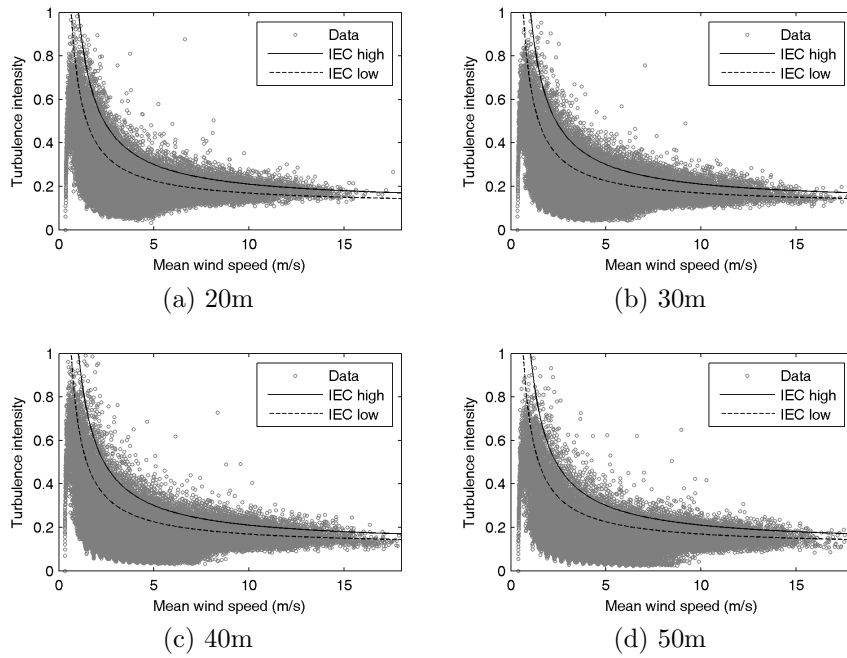 1
0.8
0.6
0.4
0.2
0
Turbulence intensity
Data
IEC high
IEC low
0 5 10 15
Mean wind speed (m/s)
(a) 20m
1
0.8
0.6
0.4
0.2
0
Turbulence intensity
Data
IEC high
IEC low
0 5 10 15
Mean wind speed (m/s)
(b) 30m
1
0.8
0.6
0.4
0.2
0
Turbulence intensity
Data
IEC high
IEC low
0 5 10 15
Mean wind speed (m/s)
(c) 40m
1
0.8
0.6
0.4
0.2
0
Turbulence intensity
Data
IEC high
IEC low
0 5 10 15
Mean wind speed (m/s)
(d) 50m